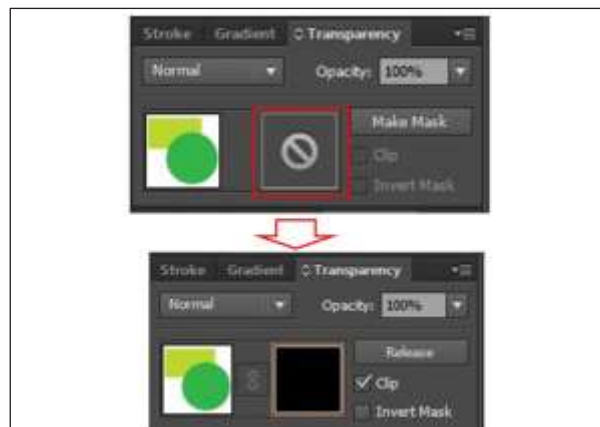 Stroke Gradient Transparency
Normal Opacity: 100%
Make Mask
Clip
Invert Mask
Stroke Gradient Transparency
Normal Opacity: 100%
Release
Clip
Invert Mask